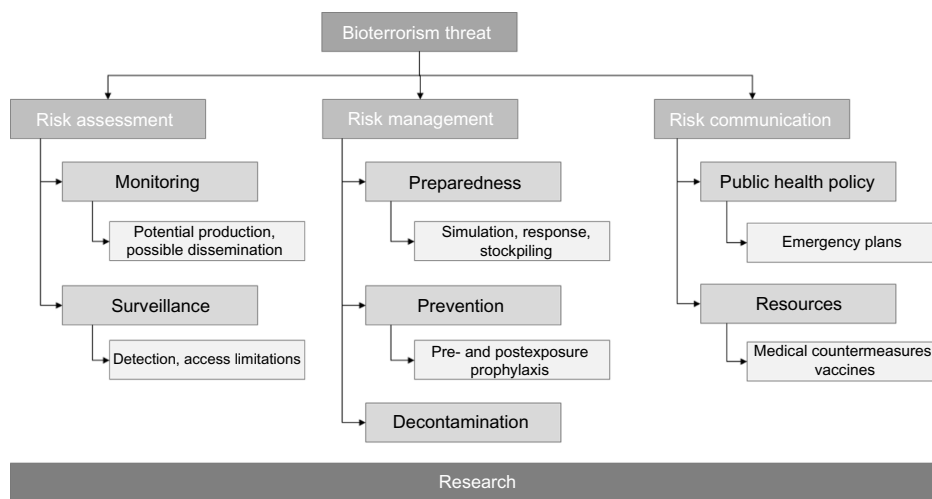 Bioterrorism threat
Risk assessment
Monitoring
Potential production,
possible dissemination
Surveillance
Detection, access limitations
Risk management
Preparedness
Simulation, response,
stockpiling
Prevention
Pre- and postexposure
prophylaxis
Decontamination
Risk communication
Public health policy
Emergency plans
Resources
Medical countermeasures,
vaccines
Research